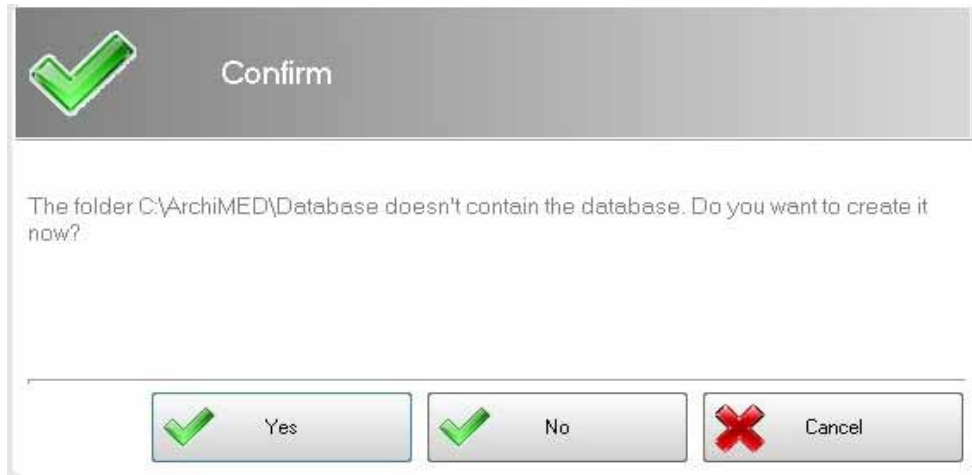 Confirm
The folder C:\ArchiMED\Database doesn't contain the database. Do you want to create it
now?
Yes
No
Cancel